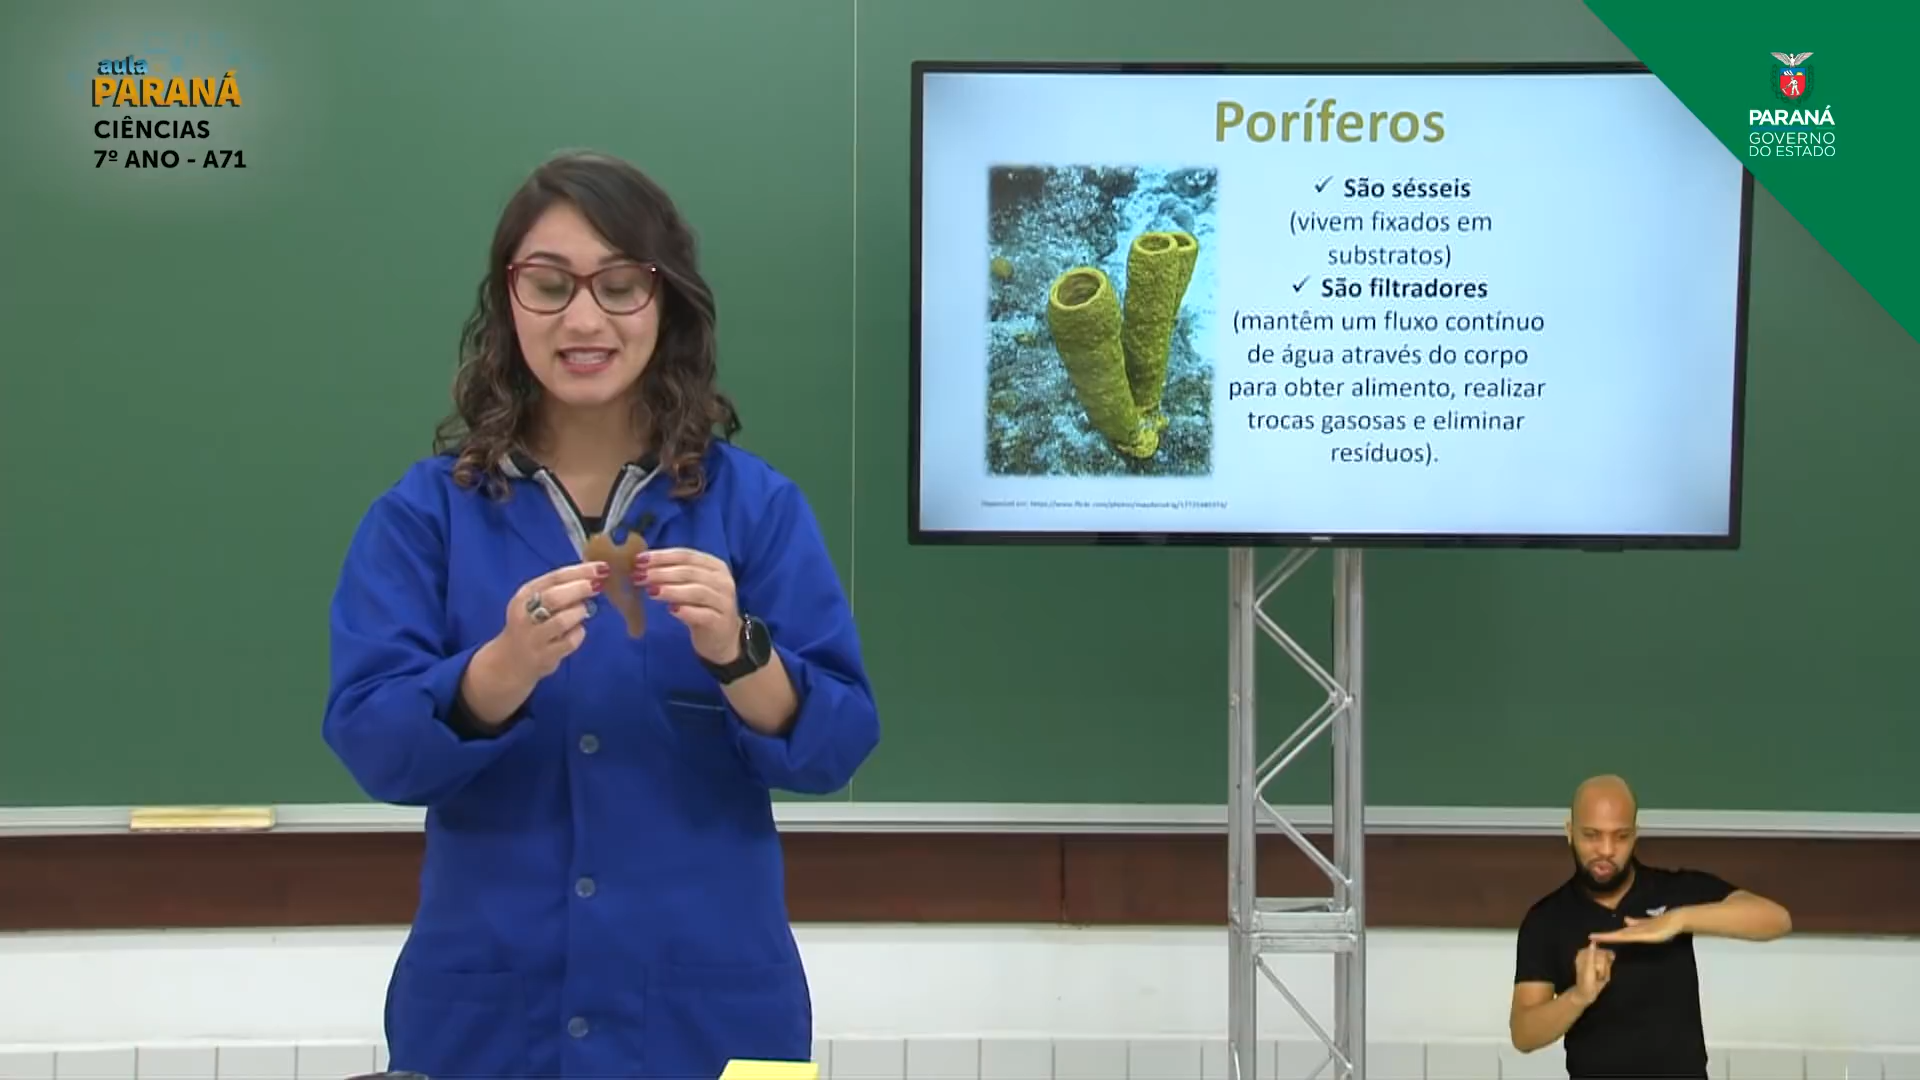 aula
PARANÁ
CIÊNCIAS
7º ANO - A71
PARANÁ
GOVERNO
DO ESTADO
Poríferos
✓ São sésseis
(vivem fixados em
substratos)
✓ São filtradores
(mantêm um fluxo contínuo
de água através do corpo
para obter alimento, realizar
trocas gasosas e eliminar
resíduos).